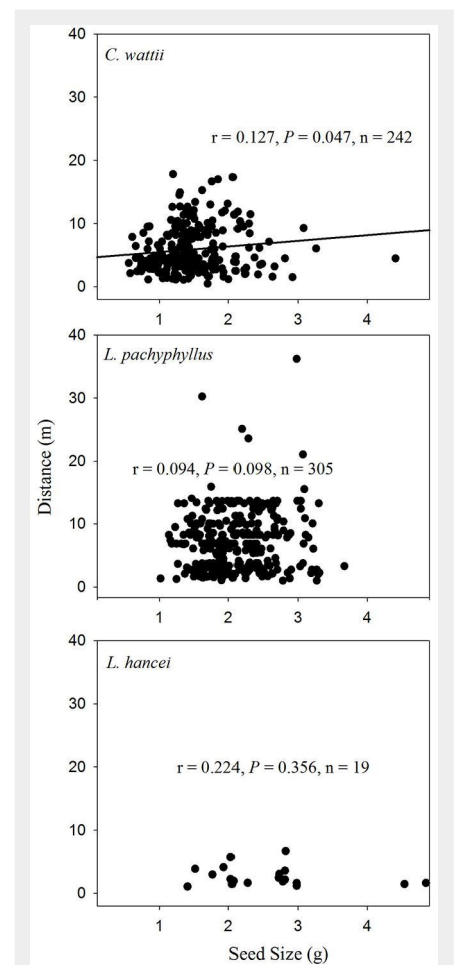 40
C. wattii
30
r = 0.127, P = 0.047, n = 242
20
10
0
1 2 3 4
40
L. pachyphyllus
30
20
r = 0.094, P = 0.098, n = 305
10
0
Distance (m)
1 2 3 4
40
L. hancei
30
20
r = 0.224, P = 0.356, n = 19
10
0
1 2 3 4
Seed Size (g)